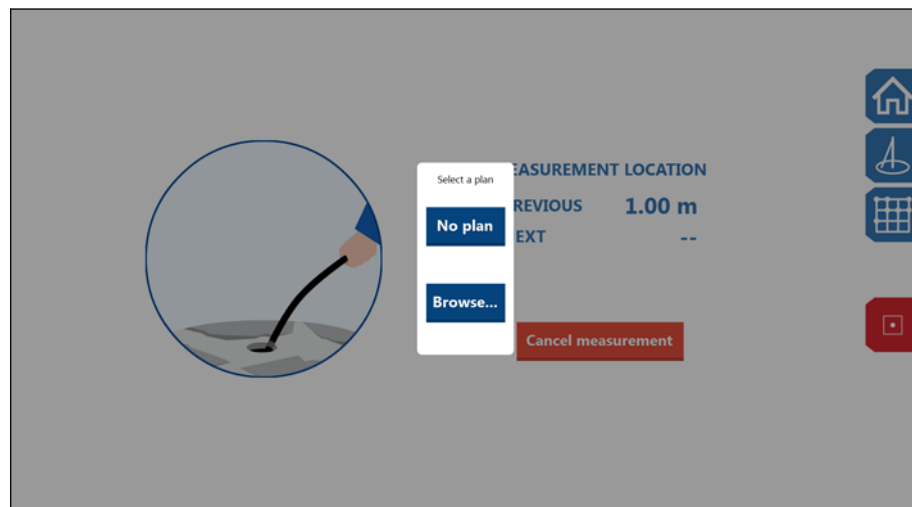 Select a plan
No plan
Browse...
EASUREMENT LOCATION
REVIOUS 1.00 m
EXT --
Cancel measurement